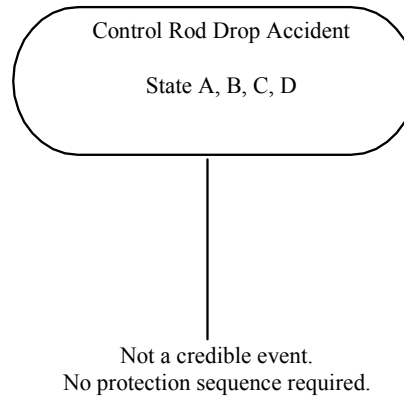 Control Rod Drop Accident
State A, B, C, D
Not a credible event.
No protection sequence required.